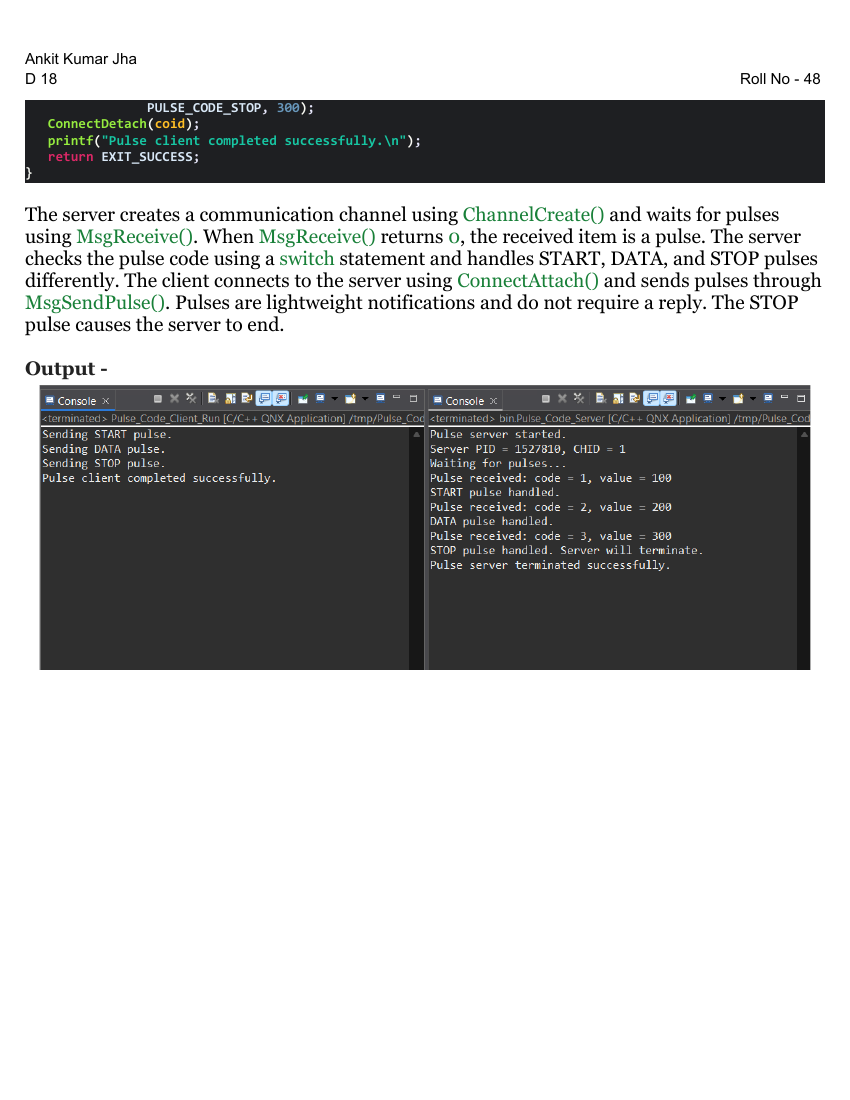 Ankit Kumar Jha
D 18
Roll No - 48
PULSE_CODE_STOP, 300);
ConnectDetach(coid);
printf("Pulse client completed successfully.\n");
return EXIT_SUCCESS;
}
The server creates a communication channel using ChannelCreate() and waits for pulses
using MsgReceive(). When MsgReceive() returns 0, the received item is a pulse. The server
checks the pulse code using a switch statement and handles START, DATA, and STOP pulses
differently. The client connects to the server using ConnectAttach() and sends pulses through
MsgSendPulse(). Pulses are lightweight notifications and do not require a reply. The STOP
pulse causes the server to end.
Output -
Console
<terminated> Pulse_Code_Client_Run [C/C++ QNX Application] /tmp/Pulse_Cod
Sending START pulse.
Sending DATA pulse.
Sending STOP pulse.
Pulse client completed successfully.
Console
<terminated> bin.Pulse_Code_Server [C/C++ QNX Application] /tmp/Pulse_Cod
Pulse server started.
Server PID = 1527810, CHID = 1
Waiting for pulses...
Pulse received: code = 1, value = 100
START pulse handled.
Pulse received: code = 2, value = 200
DATA pulse handled.
Pulse received: code = 3, value = 300
STOP pulse handled. Server will terminate.
Pulse server terminated successfully.